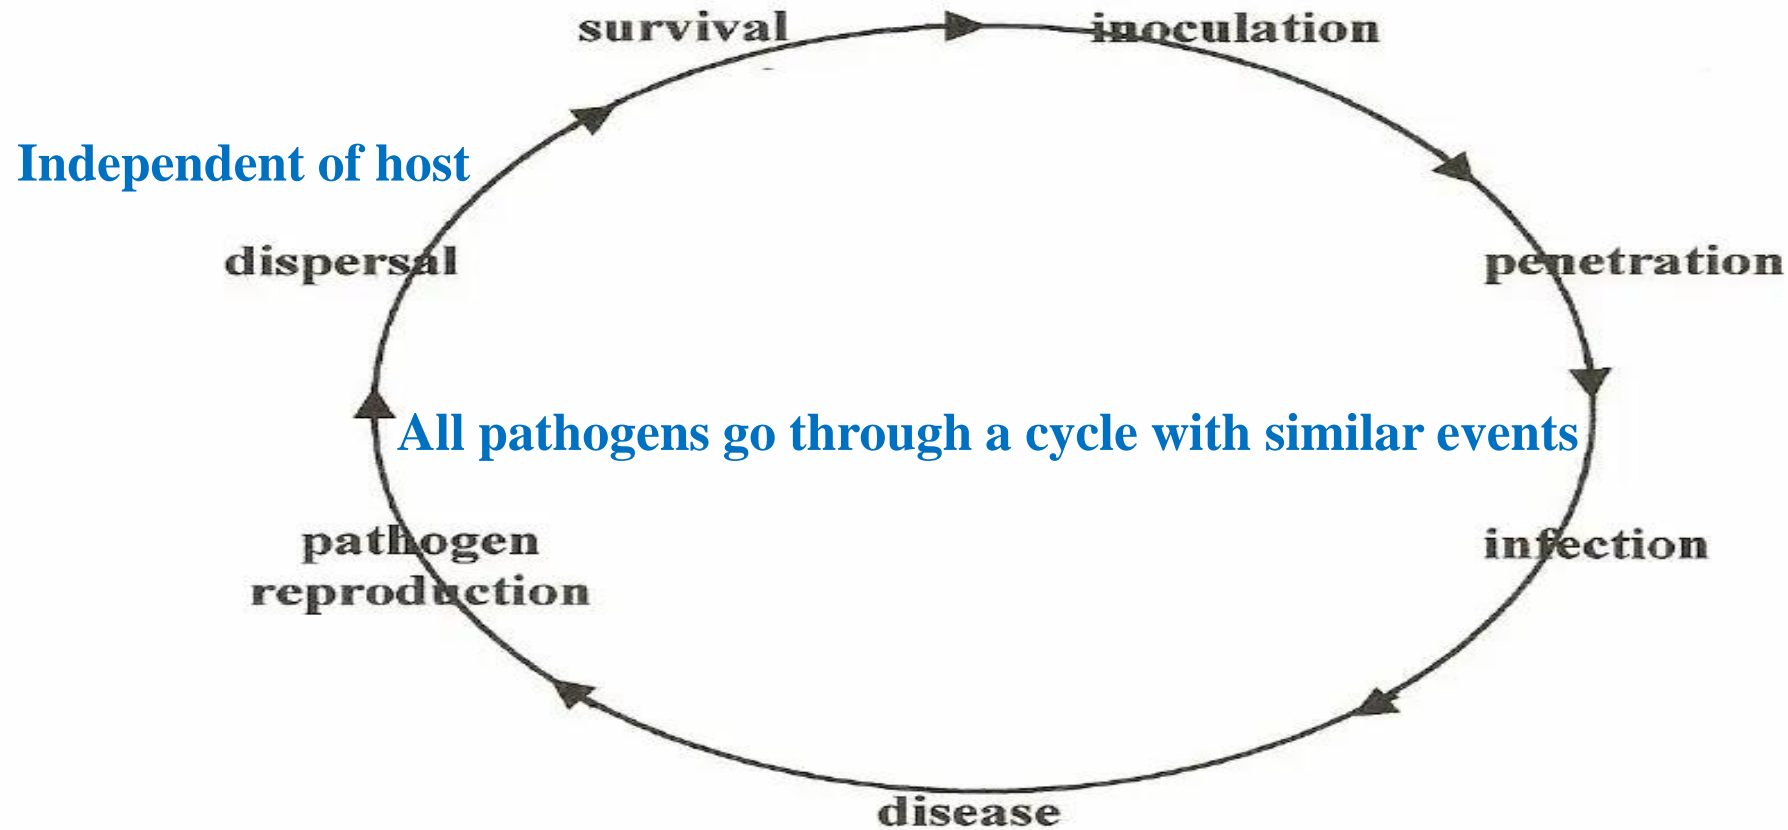 survival
inoculation
Independent of host
dispersal
penetration
All pathogens go through a cycle with similar events
pathogen
reproduction
infection
disease